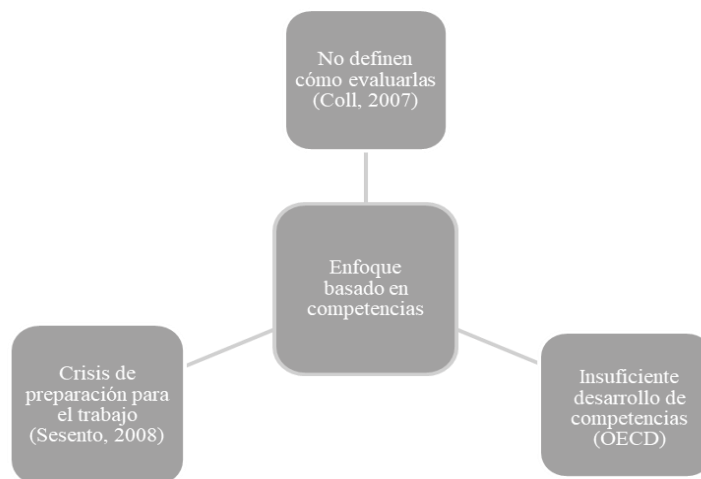 No definen
cómo evaluarlas
(Coll, 2007)
Enfoque
basado en
competencias
Crisis de
preparación para
el trabajo
(Sesento, 2008)
Insuficiente
desarrollo de
competencias
(OECD)